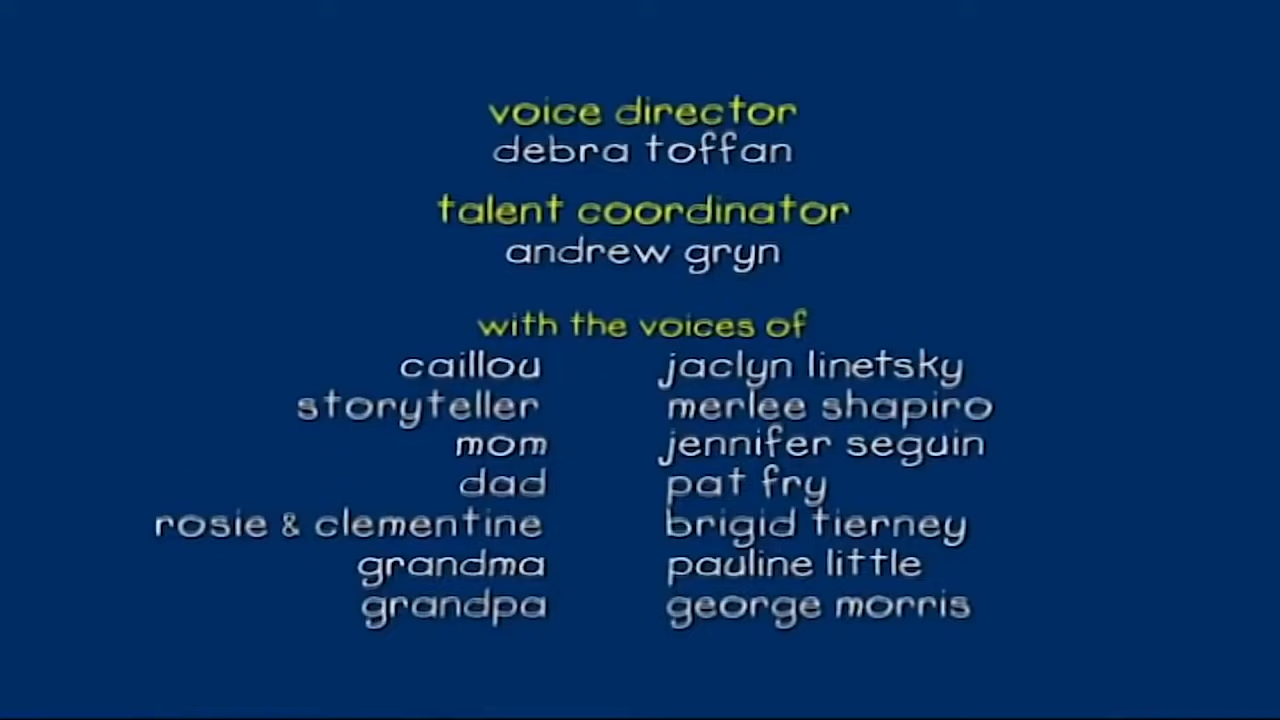 voice director
debra toffan
talent coordinator
andrew gryn
with the voices of
caillou jaclyn linetsky
storyteller merlee shapiro
mom jennifer seguin
dad pat fry
rosie & clementine brigid tierney
grandma pauline little
grandpa george morris